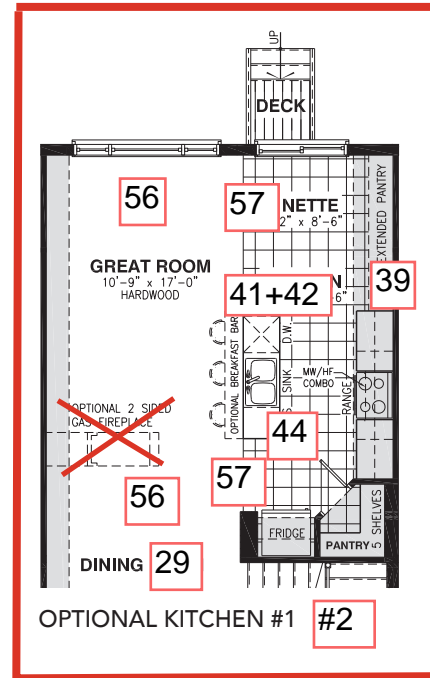 UP
DECK
56
57
NETTE
2" x 8'-6"
EXTENDED PANTRY
GREAT ROOM
10'-9" x 17'-0"
HARDWOOD
N
-6"
39
41+42
D.W.
OPTIONAL BREAKFAST BAR
SINK
MW/HF
COMBO
RANGE
OPTIONAL 2 SIDED
GAS FIREPLACE
44
57
56
FRIDGE
PANTRY
5 SHELVES
DINING
29
OPTIONAL KITCHEN #1
#2